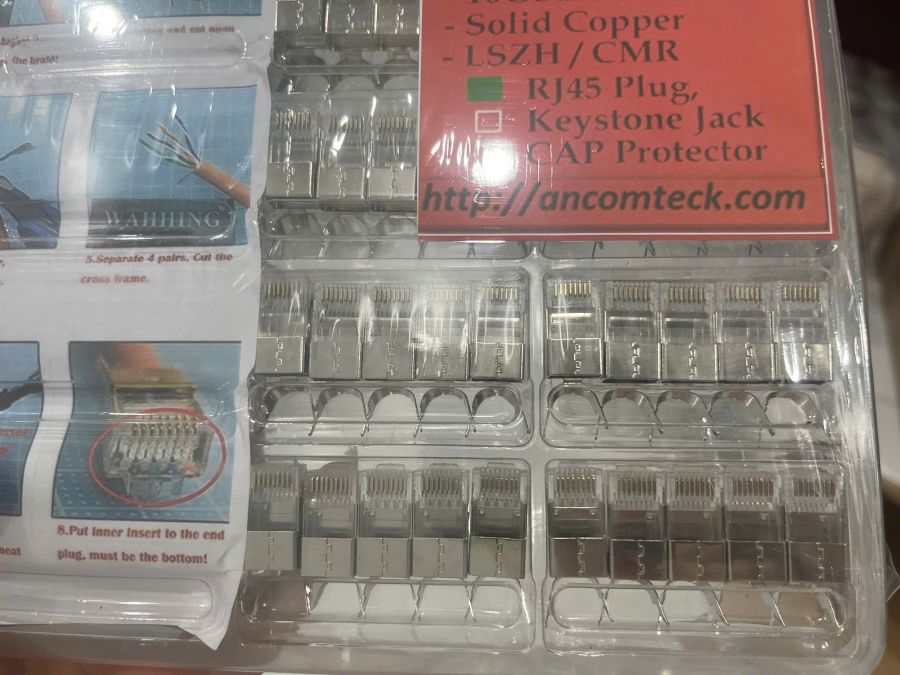 - Solid Copper
- LSZH / CMR
RJ45 Plug,
Keystone Jack
CAP Protector
http://ancomteck.com
the braid!
WAHHING
5.Separate 4 pairs, Cut the
cross frame.
8.Put inner insert to the end
plug, must be the bottom!